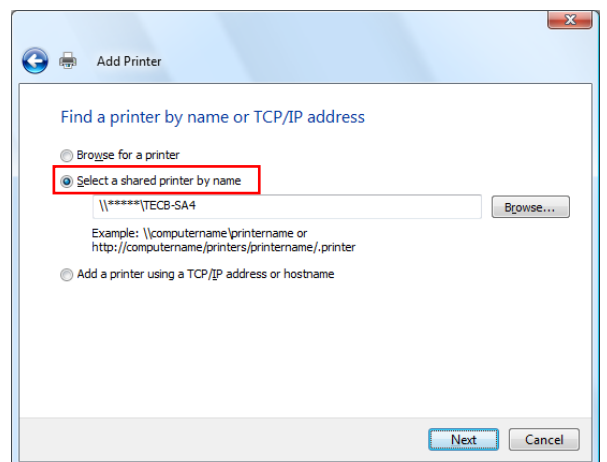 Add Printer
Find a printer by name or TCP/IP address
Browse for a printer
Select a shared printer by name
\\*****\TECB-SA4
Browse...
Example: \\computername\printername or
http://computername/printers/printername/.printer
Add a printer using a TCP/IP address or hostname
Next
Cancel